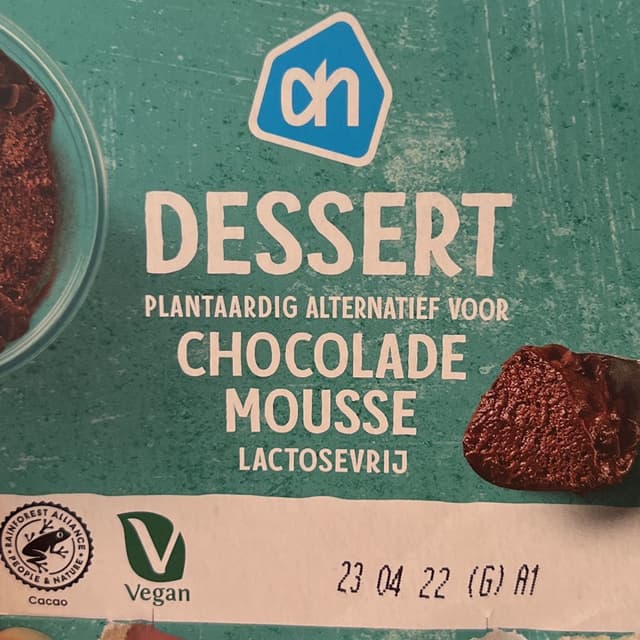 ah
DESSERT
PLANTAARDIG ALTERNATIEF VOOR
CHOCOLADE
MOUSSE
LACTOSEVRIJ
RAINFOREST ALLIANCE
PEOPLE & NATURE
Cacao
V
Vegan
23 04 22 (G) A1